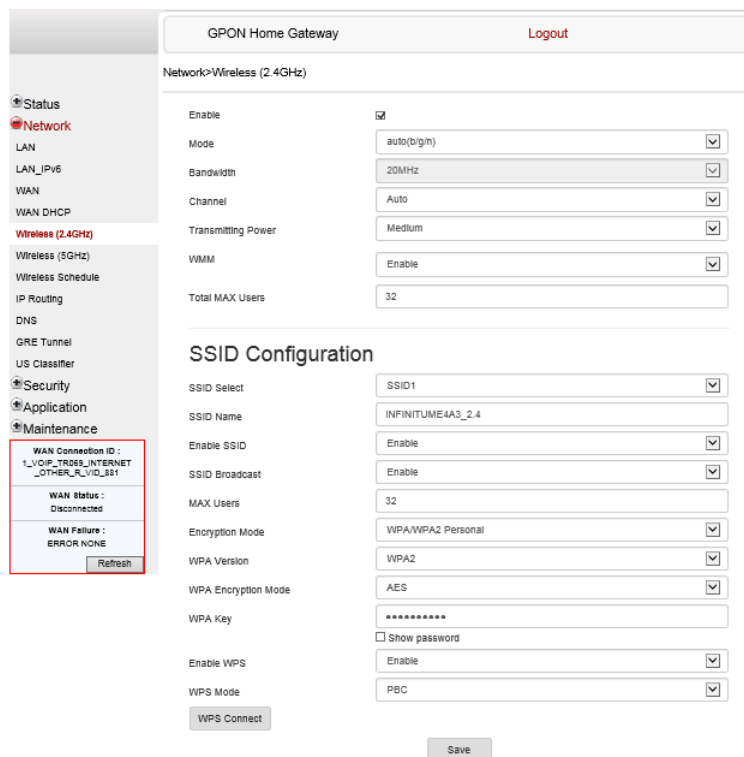 GPON Home Gateway Logout
Network>Wireless (2.4GHz)
Status
Network
LAN
LAN_IPv6
WAN
WAN DHCP
Wireless (2.4GHz)
Wireless (5GHz)
Wireless Schedule
IP Routing
DNS
GRE Tunnel
US Classifier
Security
Application
Maintenance
WAN Connection ID :
1_VOIP_TR069_INTERNET
_OTHER_R_VID_881
WAN Status :
Disconnected
WAN Failure :
ERROR NONE
Refresh
Enable
Mode auto(b/g/n)
Bandwidth 20MHz
Channel Auto
Transmitting Power Medium
WMM Enable
Total MAX Users 32
SSID Configuration
SSID Select SSID1
SSID Name INFINITUME4A3_2.4
Enable SSID Enable
SSID Broadcast Enable
MAX Users 32
Encryption Mode WPA/WPA2 Personal
WPA Version WPA2
WPA Encryption Mode AES
WPA Key ••••••••••
Show password
Enable WPS Enable
WPS Mode PBC
WPS Connect
Save